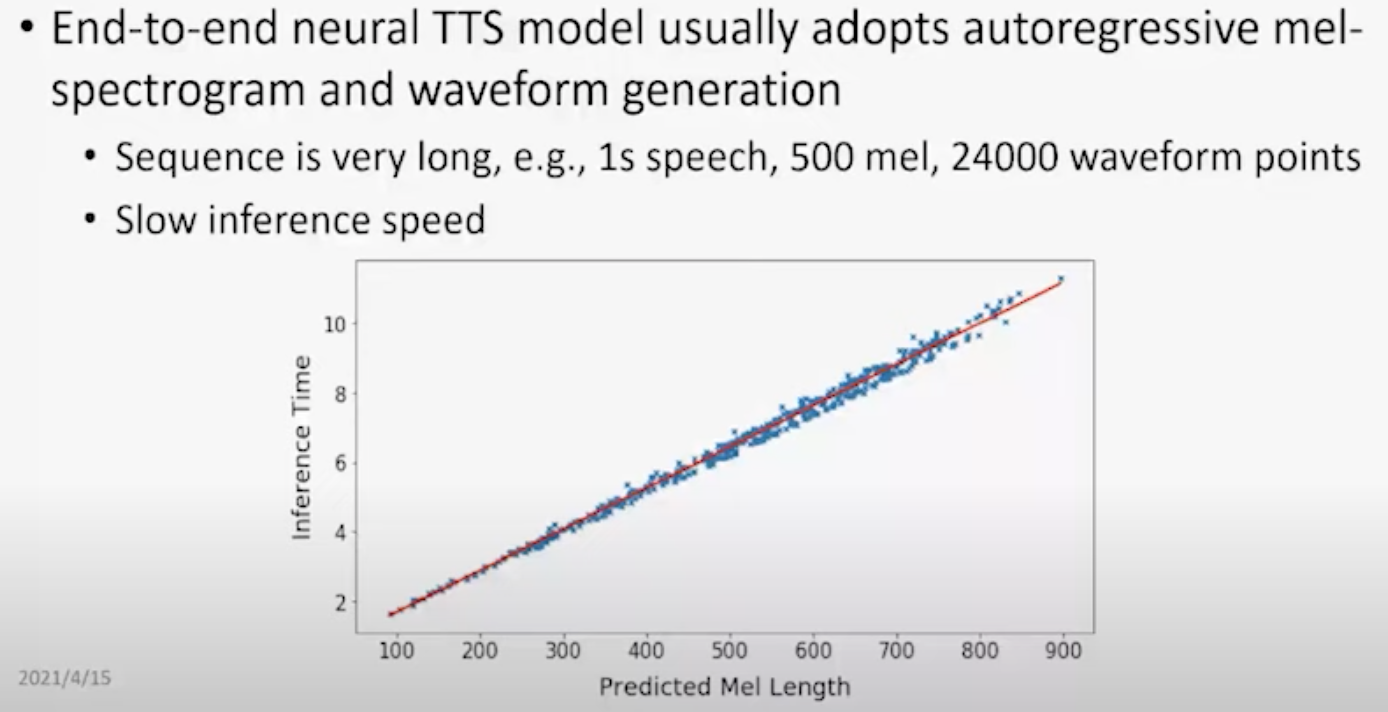 • End-to-end neural TTS model usually adopts autoregressive mel-
spectrogram and waveform generation
• Sequence is very long, e.g., 1s speech, 500 mel, 24000 waveform points
• Slow inference speed
10
8
6
4
2
Inference Time
100 200 300 400 500 600 700 800 900
Predicted Mel Length
2021/4/15